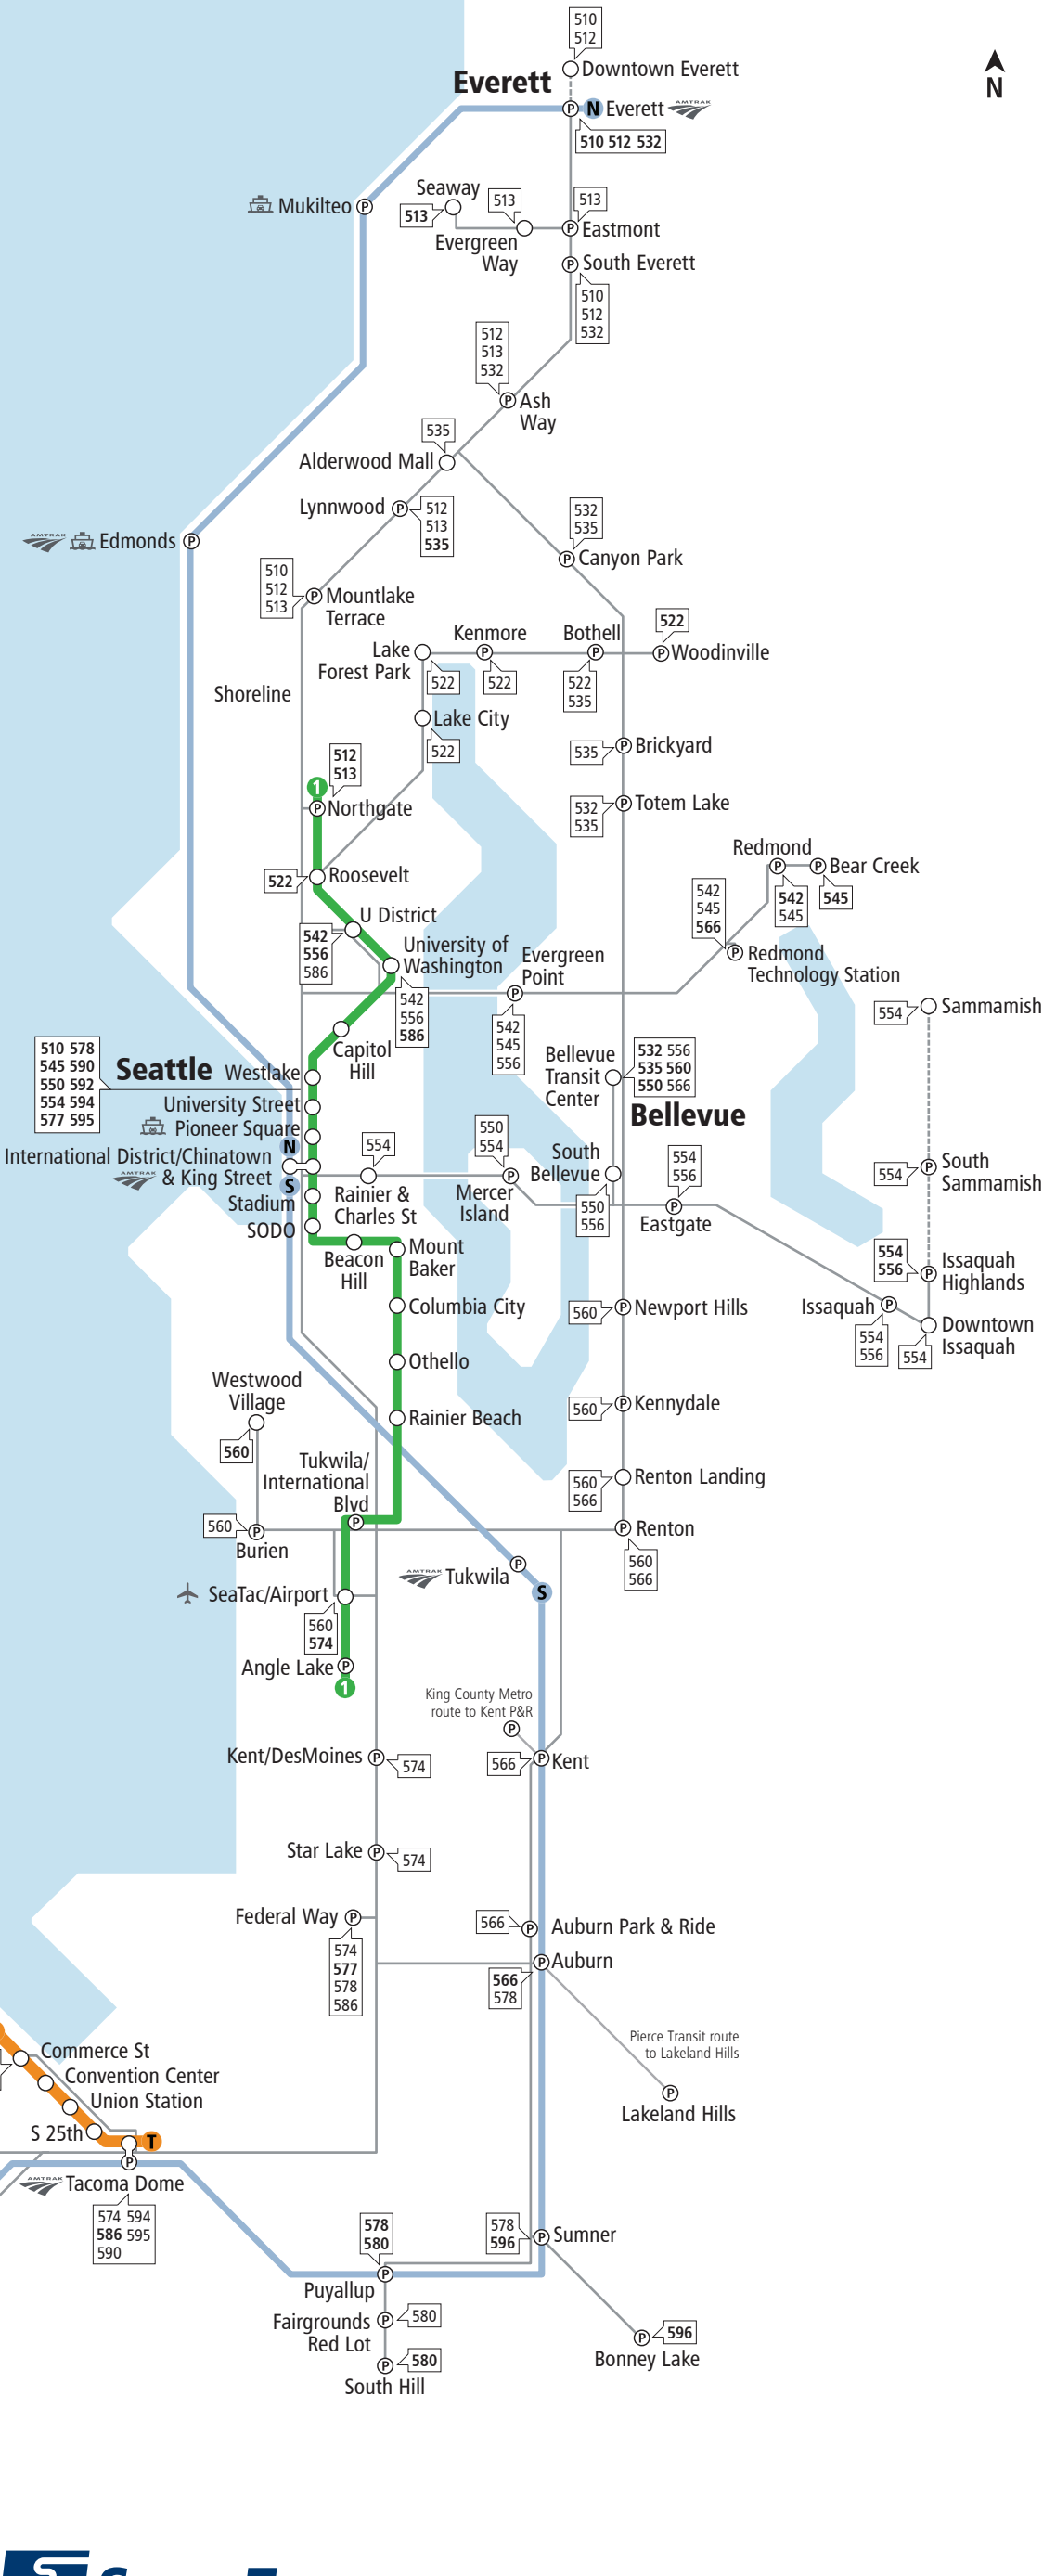 510
512
Downtown Everett
Everett
N
N Everett AMTRAK
P
510 512 532
Seaway
513
513
513
Mukilteo P
P Eastmont
Evergreen
Way
P South Everett
510
512
532
512
513
532
P Ash
Way
535
Alderwood Mall
Lynnwood P
512
513
535
532
535
AMTRAK Edmonds P
P Canyon Park
510
512
513
P Mountlake
Terrace
522
Kenmore
Bothell
Lake
Forest Park
P
P
P Woodinville
522
522
522
535
Shoreline
Lake City
522
535
P Brickyard
512
513
1
P Northgate
532
535
P Totem Lake
522
Roosevelt
Redmond
P
P Bear Creek
542
545
545
542
545
566
P Redmond
Technology Station
U District
542
556
586
University of
Washington
542
556
586
Evergreen
Point
P
542
545
556
554
Sammamish
Capitol
Hill
510 578
545 590
550 592
554 594
577 595
Seattle
Westlake
University Street
Pioneer Square
N
International District/Chinatown
AMTRAK & King Street
S
Stadium
SODO
Bellevue
Transit
Center
532 556
535 560
550 566
Bellevue
554
Rainier &
Charles St
550
554
P
Mercer
Island
South
Bellevue
550
556
554
556
P
Eastgate
554
P South
Sammamish
554
556
P Issaquah
Highlands
Issaquah P
554
556
Downtown
Issaquah
554
Beacon
Hill
Mount
Baker
Columbia City
560
P Newport Hills
Othello
Westwood
Village
560
560
P Kennydale
Rainier Beach
Tukwila/
International
Blvd
P
560
566
Renton Landing
560
P
Burien
P Renton
560
566
AMTRAK Tukwila P
S
SeaTac/Airport
560
574
Angle Lake P
1
King County Metro
route to Kent P&R
P
Kent/DesMoines P
574
566
P Kent
Star Lake P
574
Federal Way P
574
577
578
586
566
P Auburn Park & Ride
P Auburn
566
578
Pierce Transit route
to Lakeland Hills
P
Lakeland Hills
Commerce St
Convention Center
Union Station
S 25th
T
P
AMTRAK Tacoma Dome
574 594
586 595
590
578
580
P
Puyallup
578
596
P Sumner
Fairgrounds
Red Lot
P
580
P
580
South Hill
P
596
Bonney Lake